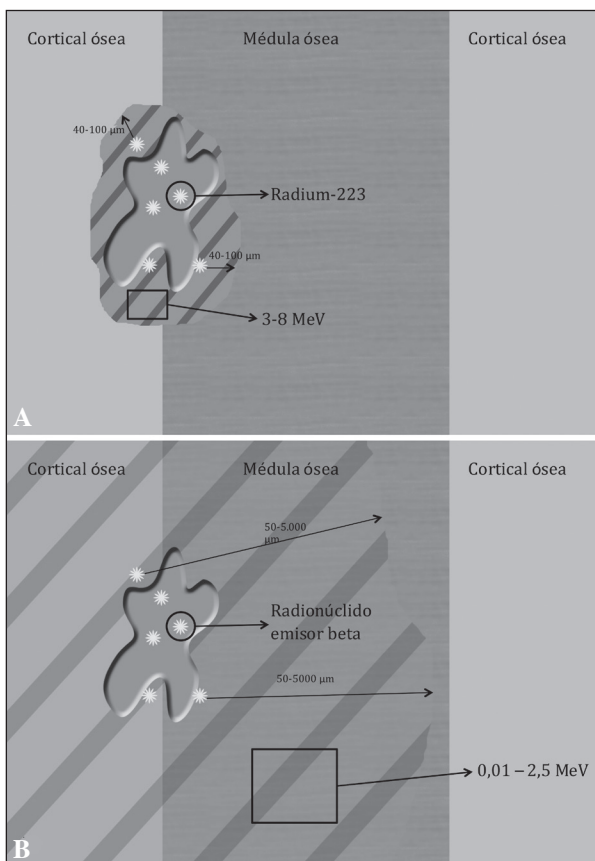 Cortical ósea
Médula ósea
Cortical ósea
40-100 μm
Radium-223
40-100 μm
3-8 MeV
A
Cortical ósea
Médula ósea
Cortical ósea
50-5.000
μm
Radionúclido
emisor beta
50-5000 μm
0,01 – 2,5 MeV
B